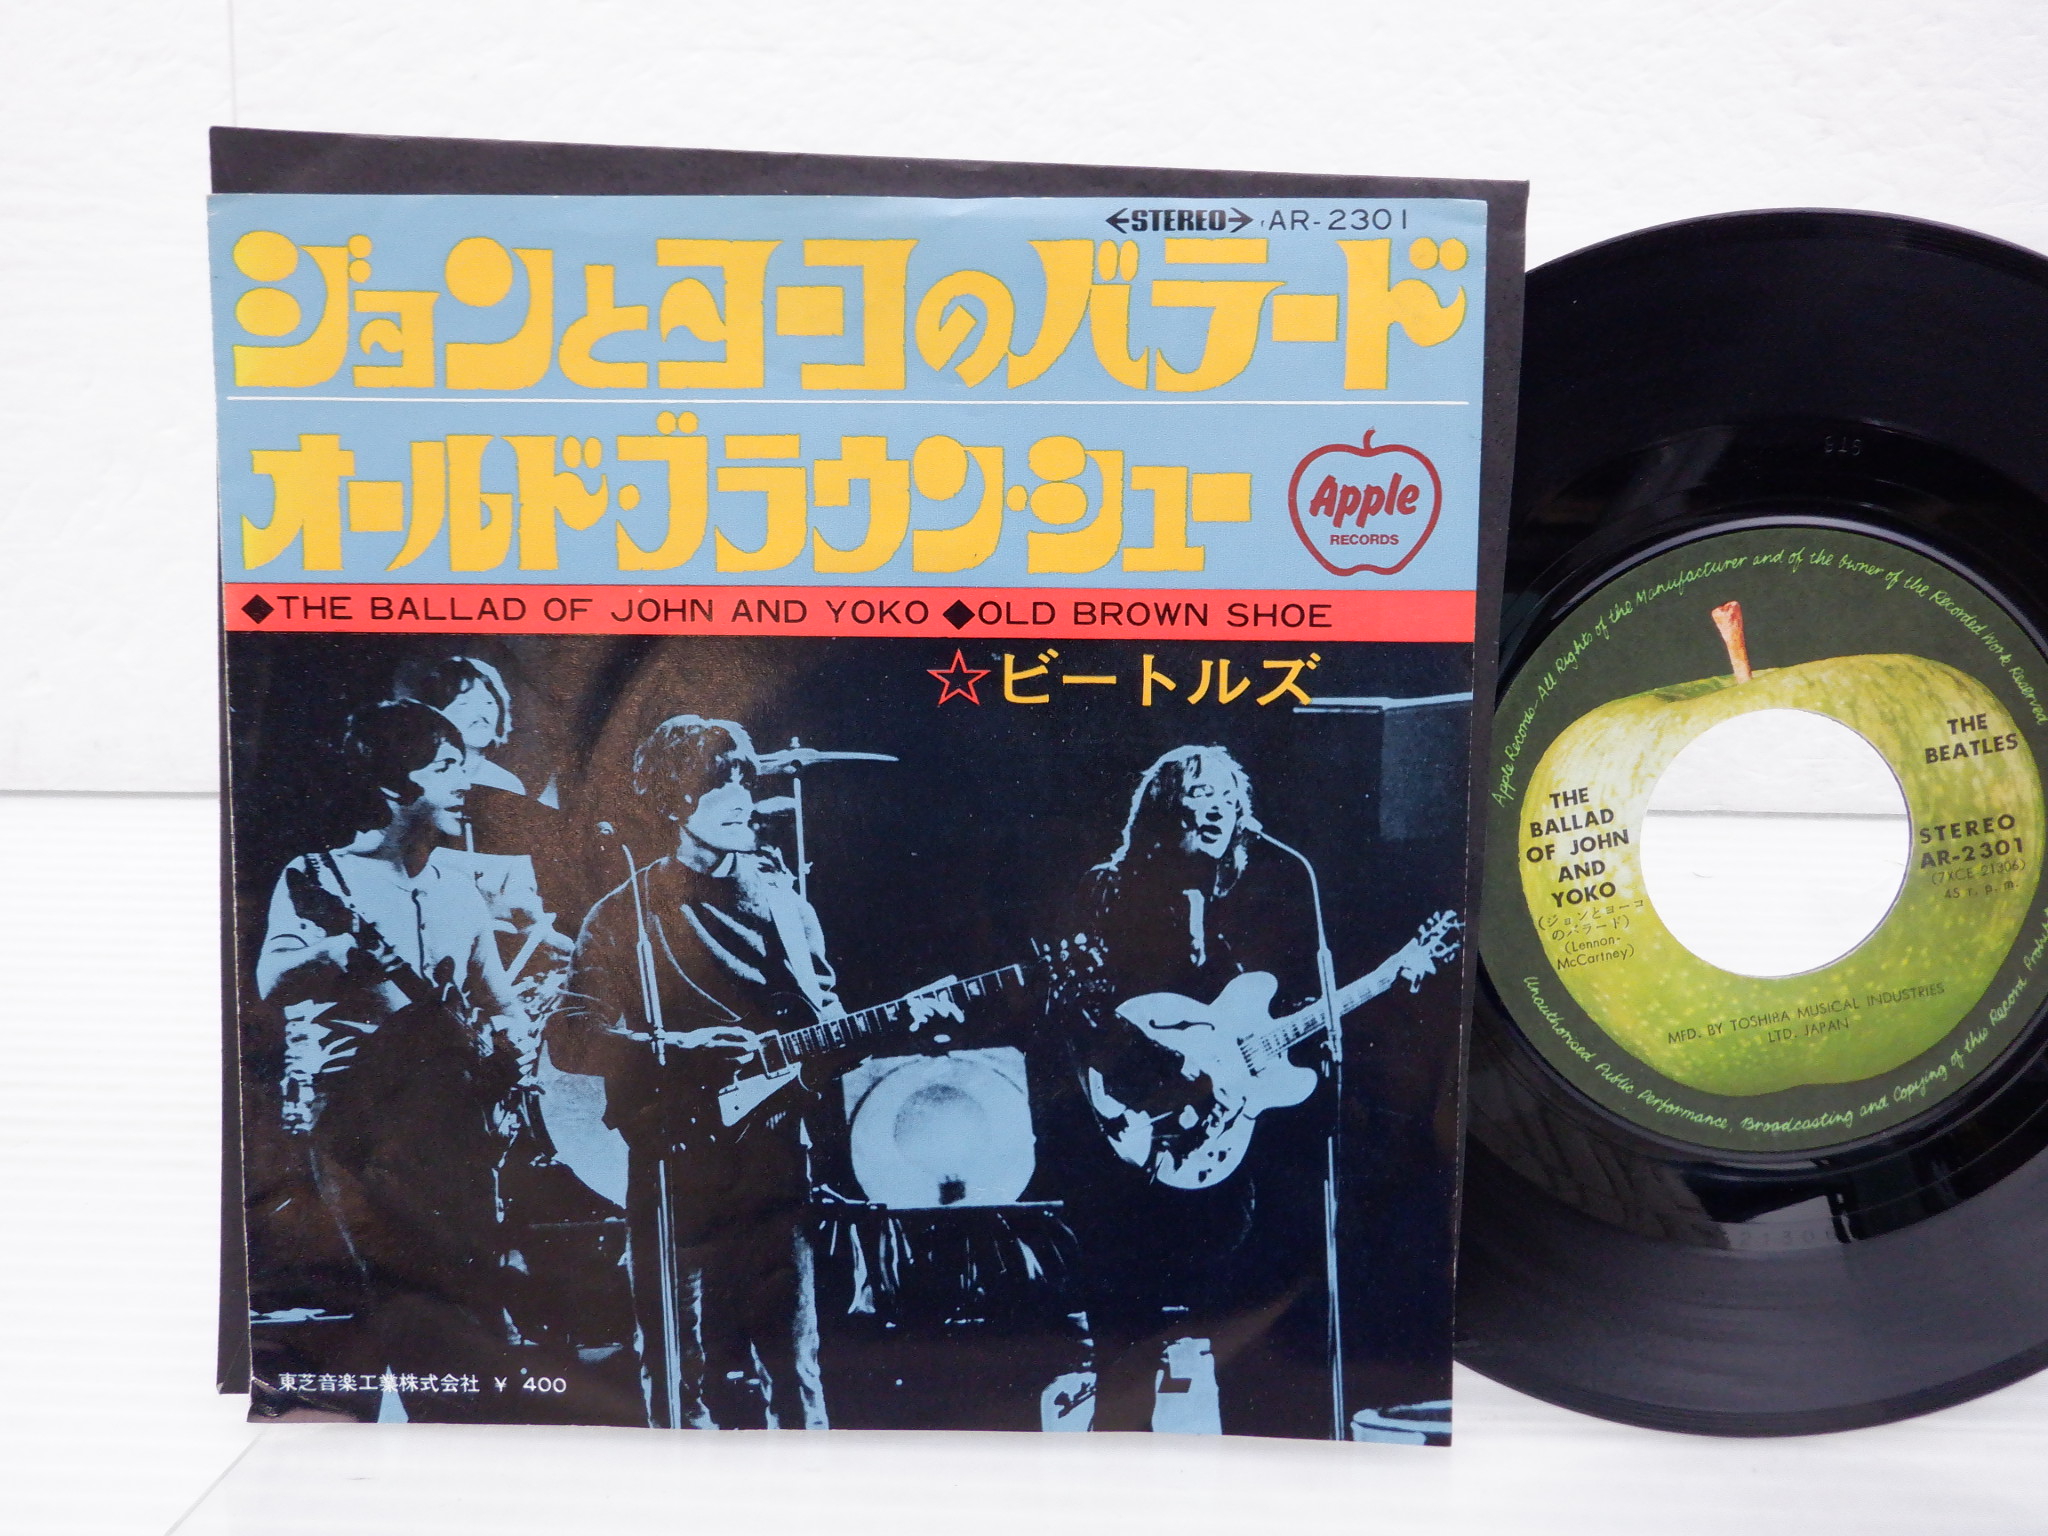 ←STEREO→ AR-2301
ジョンとヨーコのバラード
オールド・ブラウン・シュー
Apple
RECORDS
◆THE BALLAD OF JOHN AND YOKO ◆OLD BROWN SHOE
☆ビートルズ
東芝音楽工業株式会社 ¥ 400
Apple Records-All Rights of the Manufacturer and of the Owner of the Recorded Work Reserved
THE
BEATLES
THE
BALLAD
OF JOHN
AND
YOKO
(ジョンとヨーコ
のバラード)
(Lennon-
McCartney)
STEREO
AR-2301
(7XCE 21306)
45 r. p. m.
MFD. BY TOSHIBA MUSICAL INDUSTRIES
LTD. JAPAN
Unauthorised Public Performance, Broadcasting and Copying of this Record